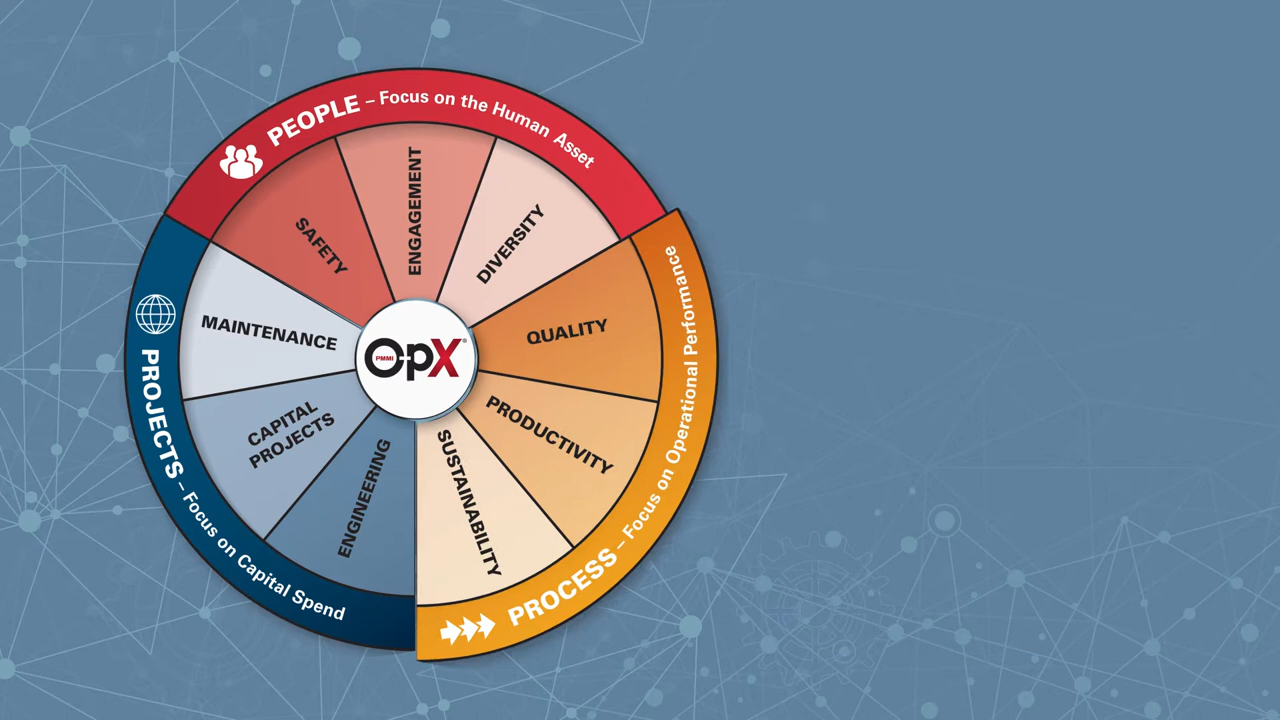 PEOPLE – Focus on the Human Asset
SAFETY
ENGAGEMENT
DIVERSITY
QUALITY
PRODUCTIVITY
SUSTAINABILITY
PROCESS – Focus on Operational Performance
ENGINEERING
CAPITAL
PROJECTS
MAINTENANCE
PROJECTS – Focus on Capital Spend
PMMI
OpX®